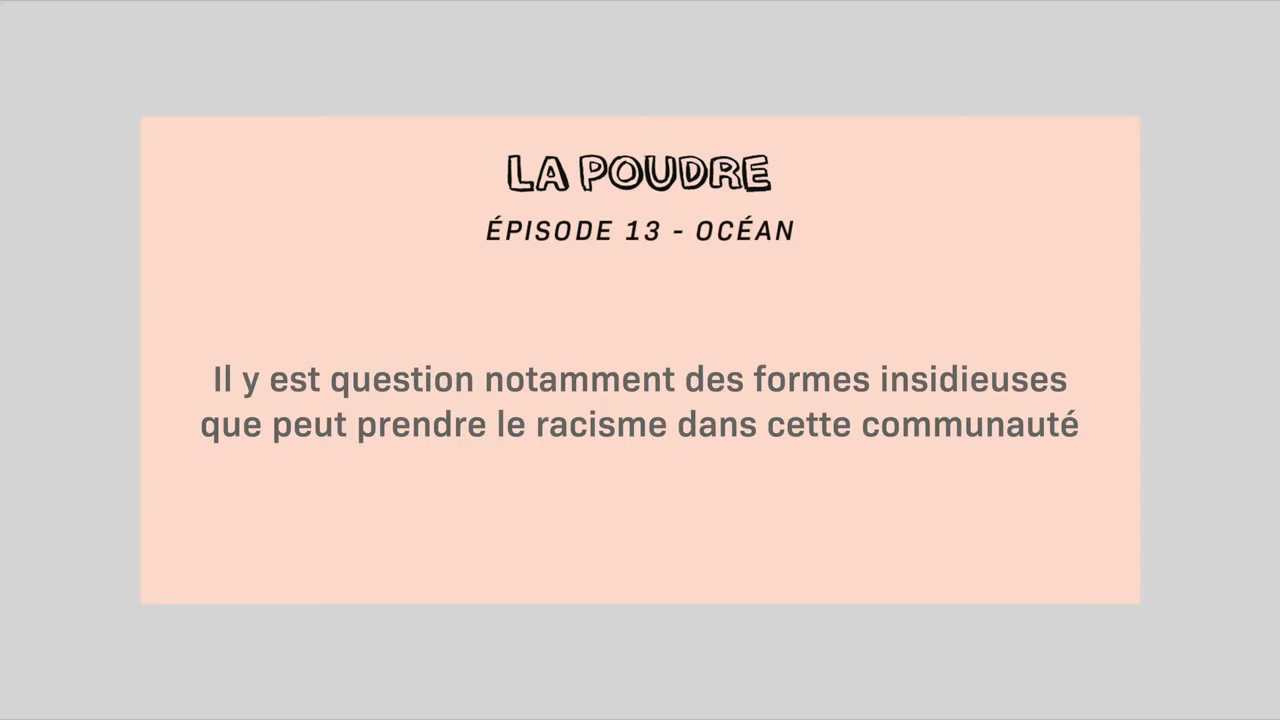 LA POUDRE
ÉPISODE 13 - OCÉAN
Il y est question notamment des formes insidieuses
que peut prendre le racisme dans cette communauté